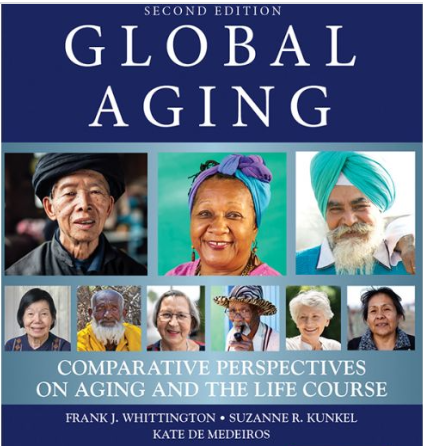 SECOND EDITION
GLOBAL
AGING
COMPARATIVE PERSPECTIVES
ON AGING AND THE LIFE COURSE
FRANK J. WHITTINGTON • SUZANNE R. KUNKEL
KATE DE MEDEIROS